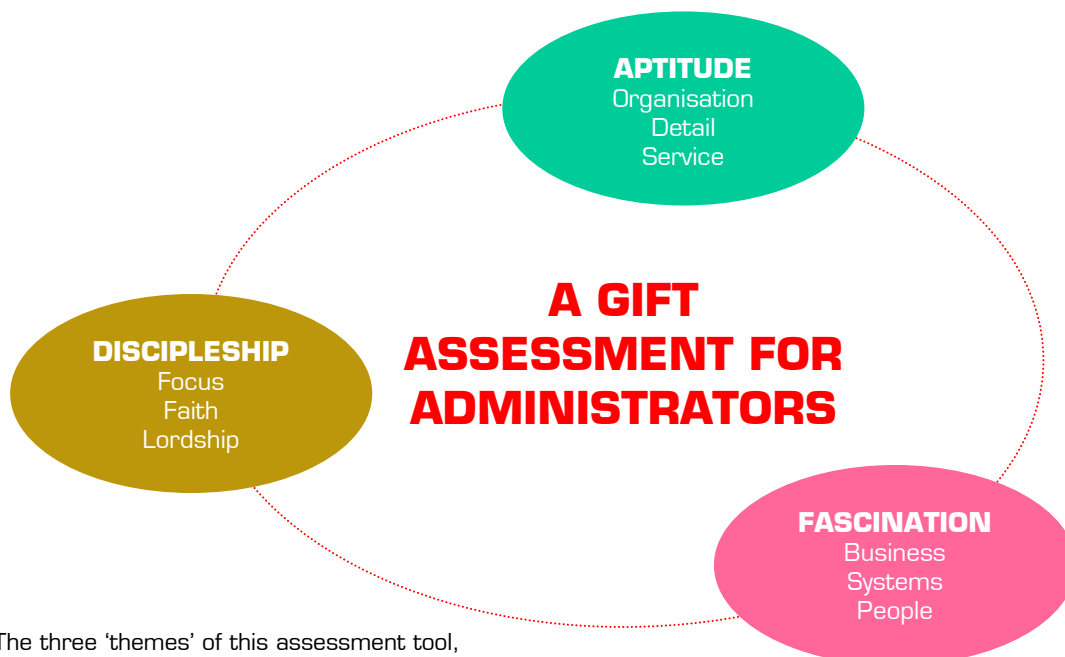 APTITUDE
Organisation
Detail
Service
A GIFT
ASSESSMENT FOR
ADMINISTRATORS
DISCIPLESHIP
Focus
Faith
Lordship
FASCINATION
Business
Systems
People
The three ‘themes’ of this assessment tool,